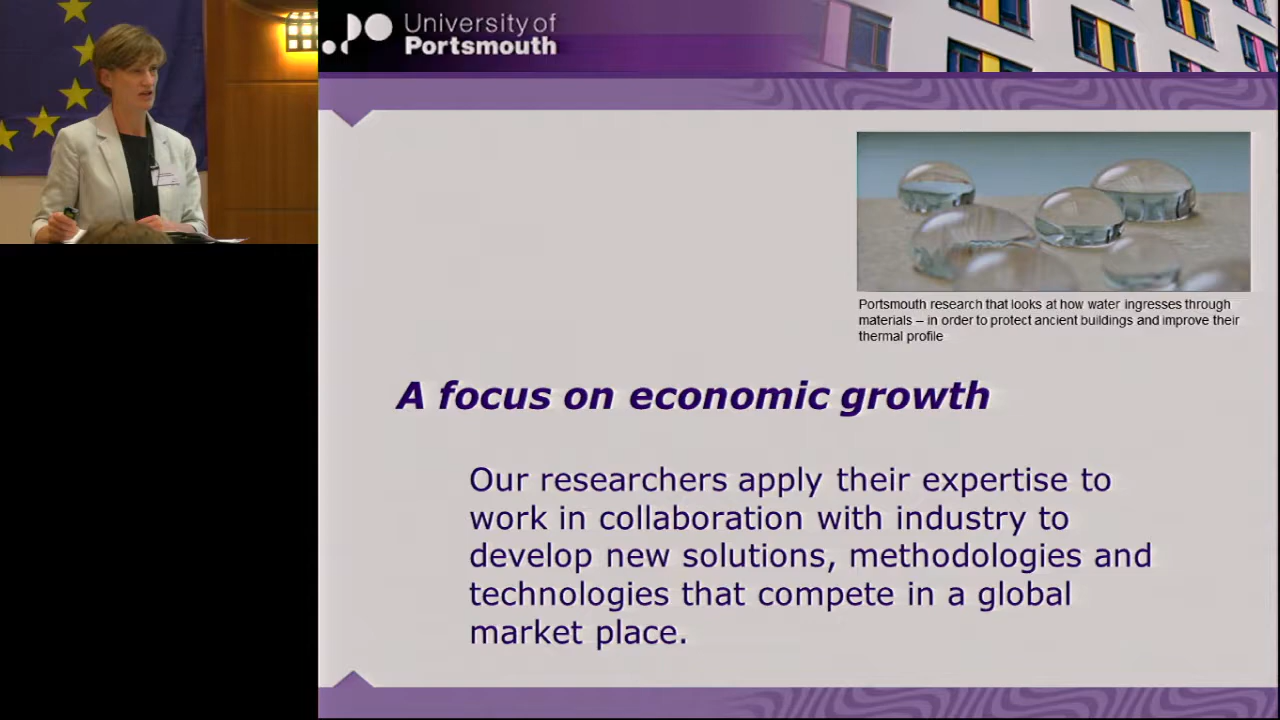 University of
Portsmouth
Portsmouth research that looks at how water ingresses through
materials – in order to protect ancient buildings and improve their
thermal profile
A focus on economic growth
Our researchers apply their expertise to
work in collaboration with industry to
develop new solutions, methodologies and
technologies that compete in a global
market place.